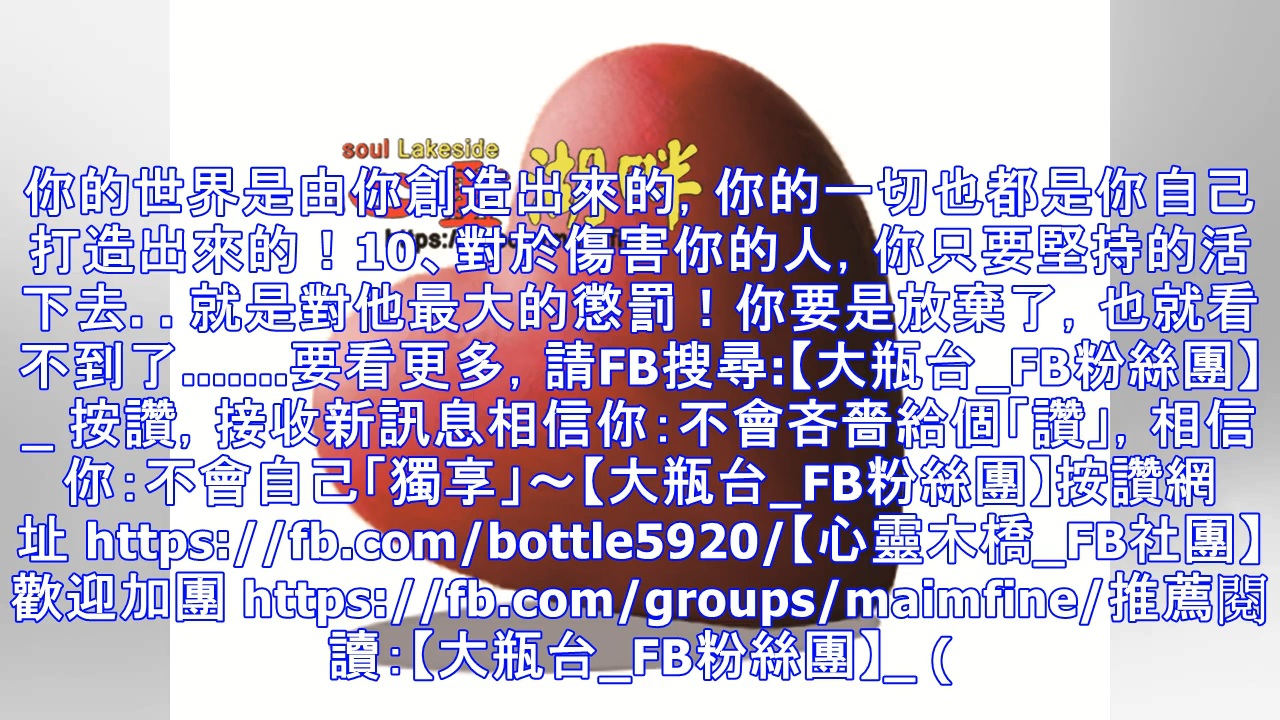 soul Lakeside
心靈湖畔
你的世界是由你創造出來的, 你的一切也都是你自己
打造出來的！10、對於傷害你的人, 你只要堅持的活
下去. . 就是對他最大的懲罰！你要是放棄了, 也就看
不到了.......要看更多, 請FB搜尋:【大瓶台_FB粉絲團】
_ 按讚, 接收新訊息相信你：不會吝嗇給個「讚」, 相信
你：不會自己「獨享」～【大瓶台_FB粉絲團】按讚網
址 https://fb.com/bottle5920/【心靈木橋_FB社團】
歡迎加團 https://fb.com/groups/maimfine/推薦閱
讀：【大瓶台_FB粉絲團】_ (